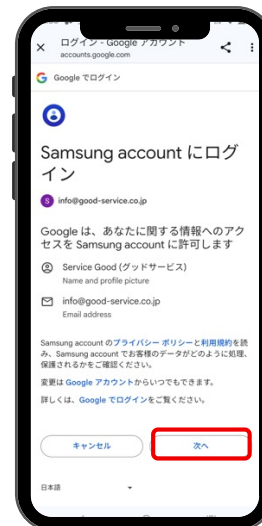 ログイン - Google アカウント
accounts.google.com
Google でログイン
Samsung account にログ
イン
S info@good-service.co.jp
Google は、あなたに関する情報へのアク
セスを Samsung account に許可します
Service Good (グッドサービス)
Name and profile picture
info@good-service.co.jp
Email address
Samsung account のプライバシー ポリシーと利用規約を読
み、Samsung account でお客様のデータがどのように処理、
保護されるかをご確認ください。
変更は Google アカウントからいつでもできます。
詳しくは、Google でログインをご覧ください。
キャンセル
次へ
日本語